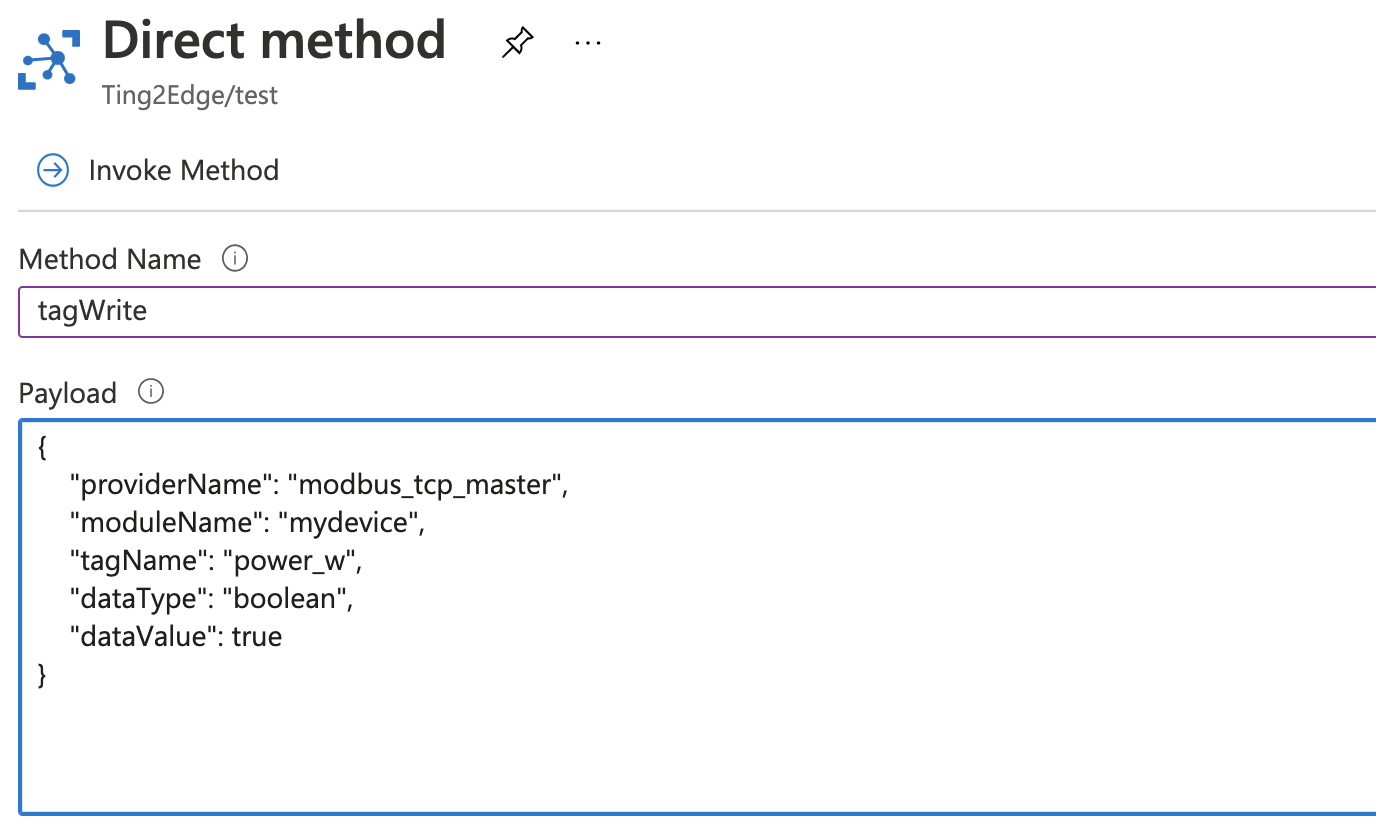 Direct method
Ting2Edge/test
Invoke Method
Method Name
tagWrite
Payload
{
    "providerName": "modbus_tcp_master",
    "moduleName": "mydevice",
    "tagName": "power_w",
    "dataType": "boolean",
    "dataValue": true
}